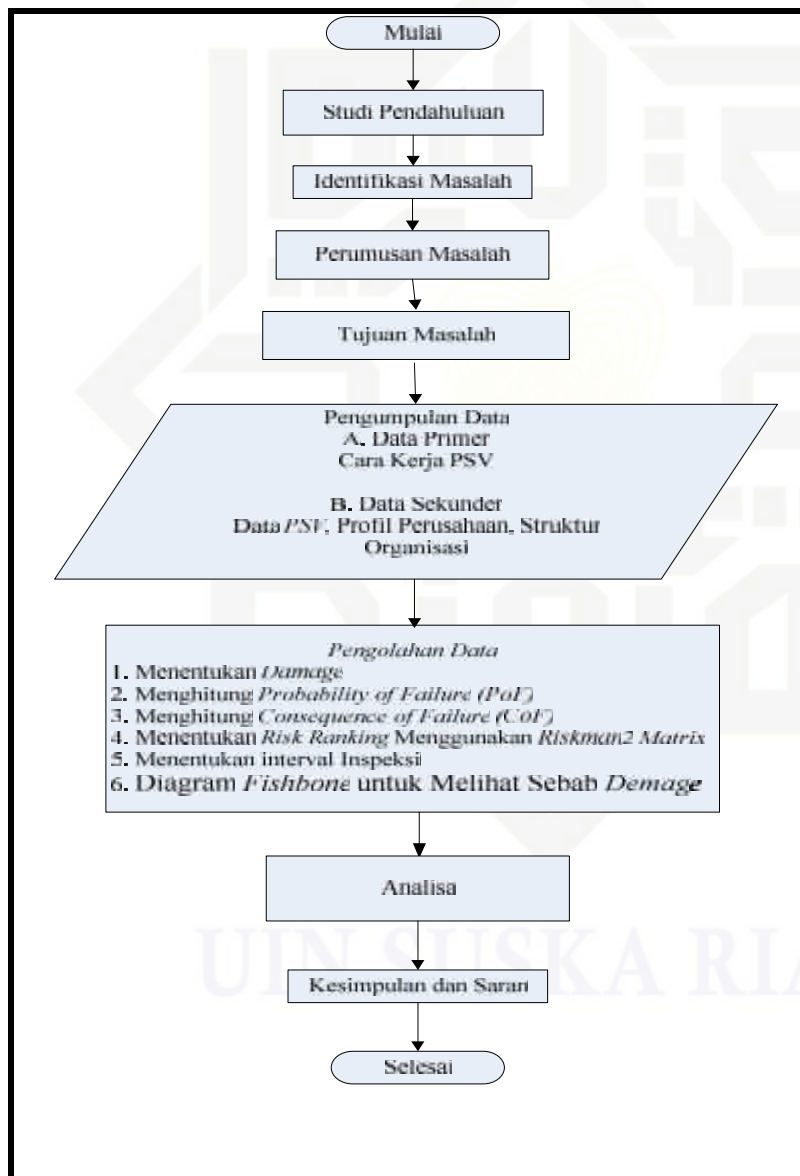 Mulai
Studi Pendahuluan
Identifikasi Masalah
Perumusan Masalah
Tujuan Masalah
Pengumpulan Data
A. Data Primer
Cara Kerja PSV
B. Data Sekunder
Data PSV, Profil Perusahaan, Struktur
Organisasi
Pengolahan Data
1. Menentukan Damage
2. Menghitung Probability of Failure (PoF)
3. Menghitung Consequence of Failure (CoF)
4. Menentukan Risk Ranking Menggunakan Riskman2 Matrix
5. Menentukan interval Inspeksi
6. Diagram Fishbone untuk Melihat Sebab Demage
Analisa
UIN SUSKA RIA
Kesimpulan dan Saran
Selesai